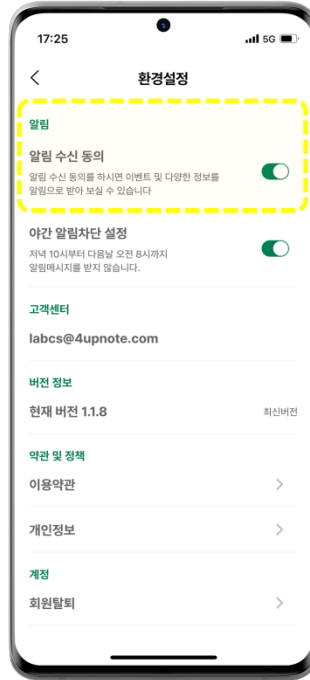 17:25
5G
환경설정
알림
알림 수신 동의
알림 수신 동의를 하시면 이벤트 및 다양한 정보를
알림으로 받아 보실 수 있습니다
야간 알림차단 설정
저녁 10시부터 다음날 오전 8시까지
알림메시지를 받지 않습니다.
고객센터
labcs@4upnote.com
버전 정보
현재 버전 1.1.8
최신버전
약관 및 정책
이용약관
개인정보
계정
회원탈퇴